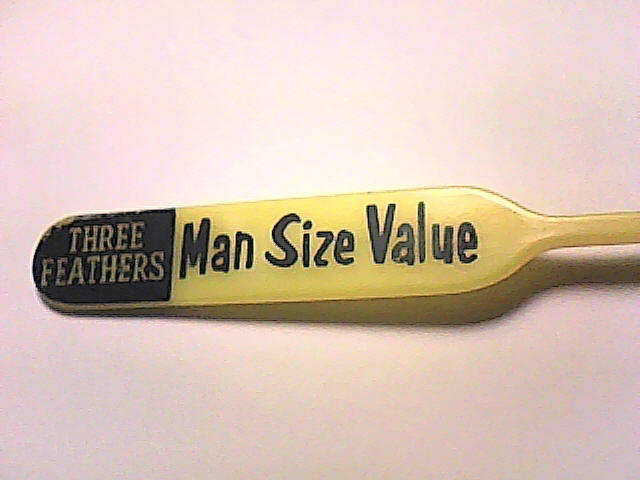 THREE
FEATHERS
Man Size Value